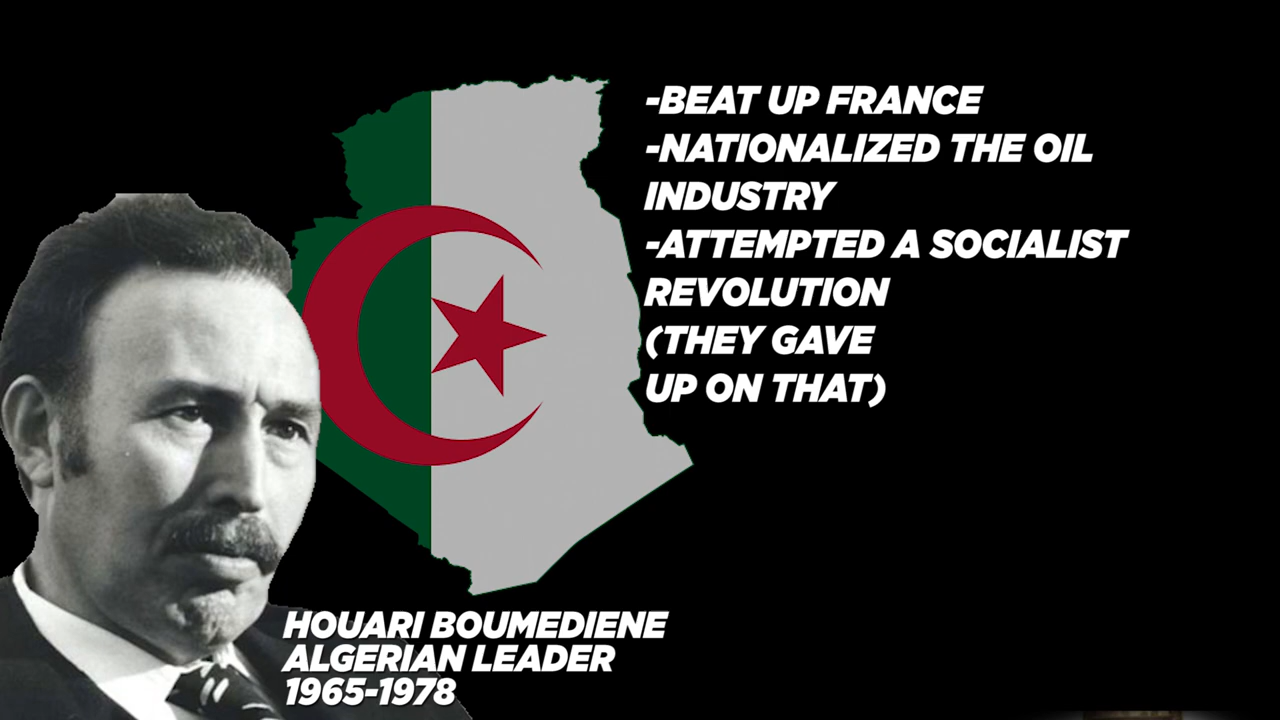 -BEAT UP FRANCE
-NATIONALIZED THE OIL
INDUSTRY
-ATTEMPTED A SOCIALIST
REVOLUTION
(THEY GAVE
UP ON THAT)
HOUARI BOUMEDIENE
ALGERIAN LEADER
1965-1978